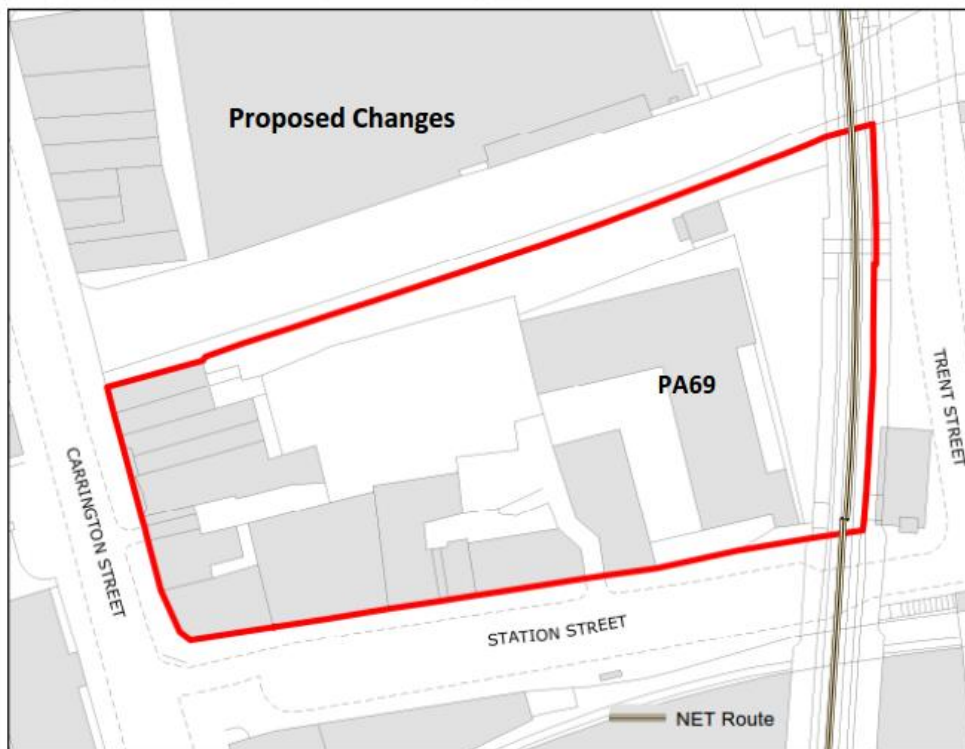 Proposed Changes
PA69
CARRINGTON STREET
TRENT STREET
STATION STREET
NET Route